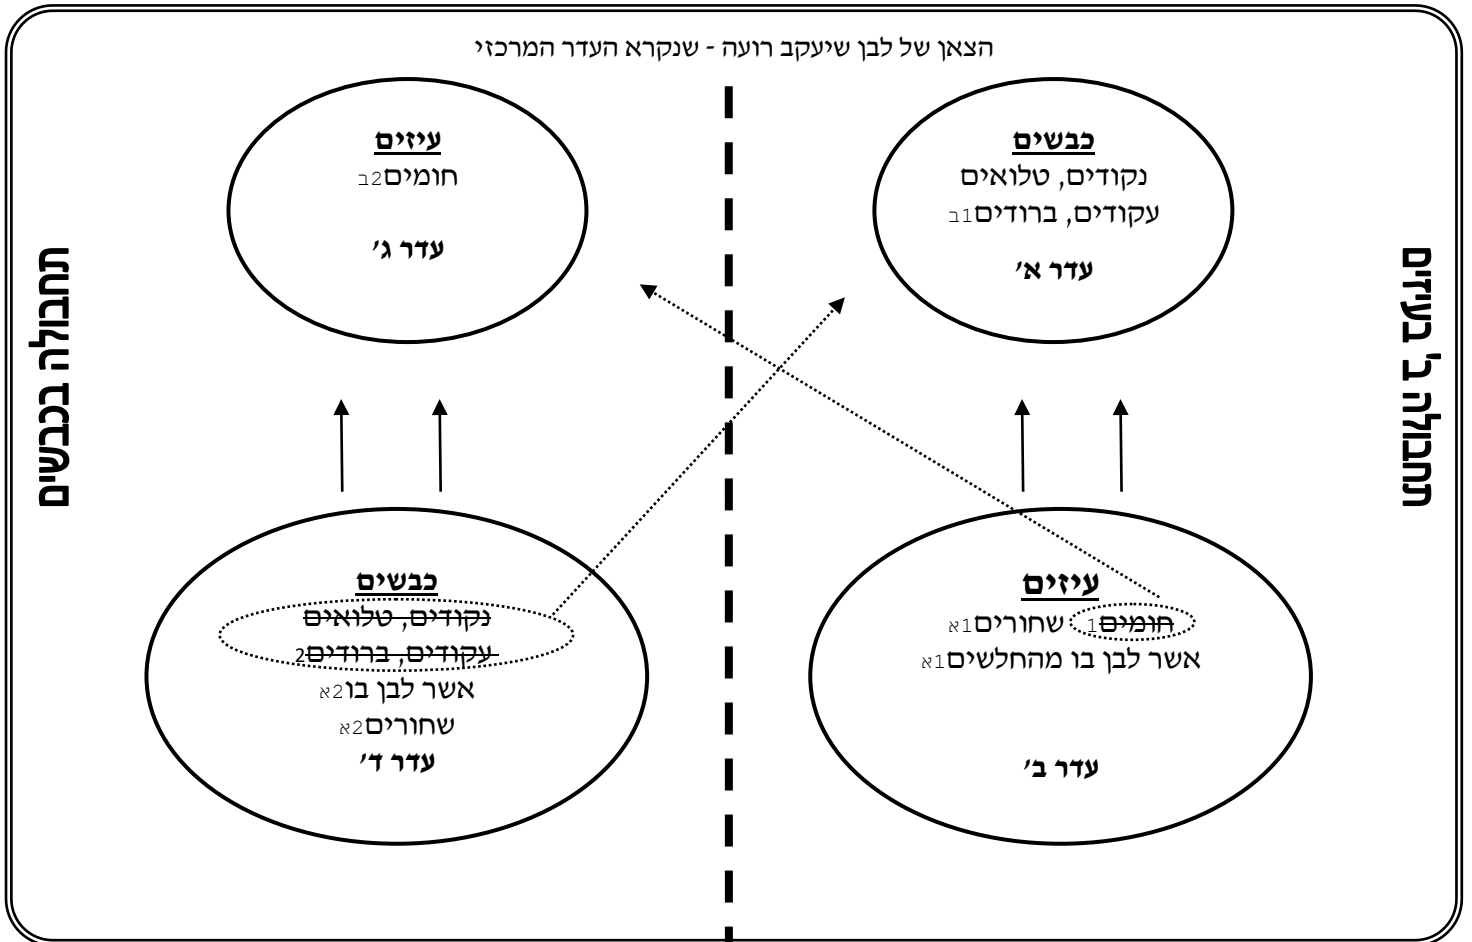 הצאן של לבן שיעקב רועה - שנקרא העדר המרכזי
תחבולה ב' בעיזים
כבשים
נקודים, טלואים
עקודים, ברודים1ב
עדר א'
עיזים
חומים1 שחורים1א
אשר לבן בו מהחלשים1א
עדר ב'
עיזים
חומים2ב
עדר ג'
כבשים
נקודים, טלואים
עקודים, ברודים2
אשר לבן בו2א
שחורים2א
עדר ד'
תחבולה בכבשים